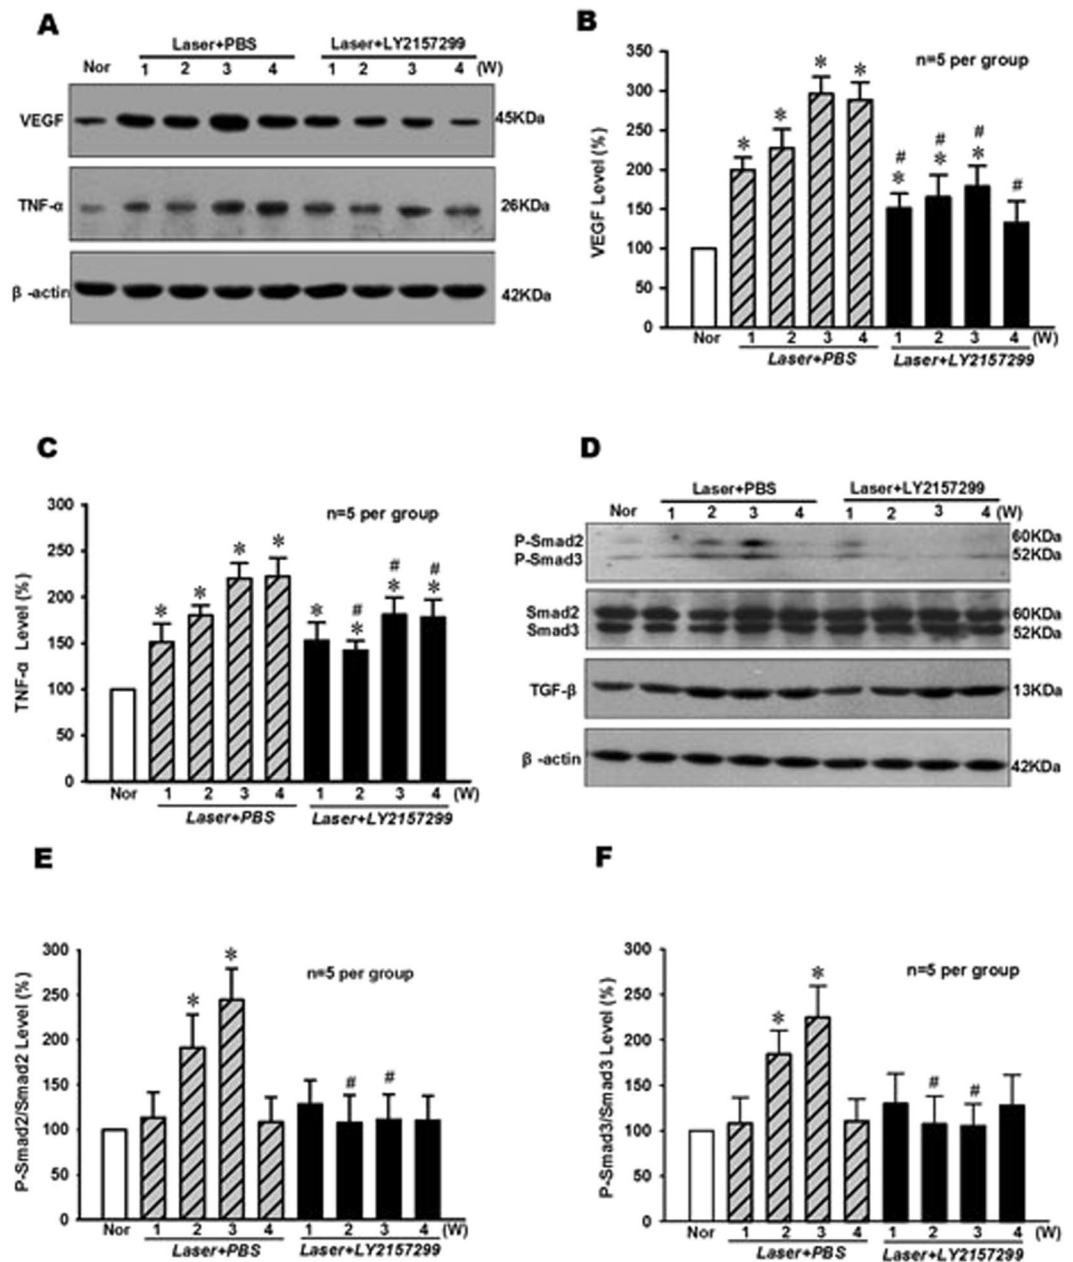 A
Laser+PBS Laser+LY2157299
Nor 1 2 3 4 1 2 3 4 (W)
VEGF 45KDa
TNF-α 26KDa
β -actin 42KDa
B
n=5 per group
VEGF Level (%)
350
300
250
200
150
100
50
0
* * * * # * # * # * #
Nor 1 2 3 4 1 2 3 4 (W)
Laser+PBS Laser+LY2157299
C
n=5 per group
TNF-α Level (%)
300
250
200
150
100
50
0
* * * * * # * # * # *
Nor 1 2 3 4 1 2 3 4 (W)
Laser+PBS Laser+LY2157299
D
Laser+PBS Laser+LY2157299
Nor 1 2 3 4 1 2 3 4 (W)
P-Smad2 60KDa
P-Smad3 52KDa
Smad2 60KDa
Smad3 52KDa
TGF-β 13KDa
β -actin 42KDa
E
n=5 per group
P-Smad2/Smad2 Level (%)
300
250
200
150
100
50
0
* * # #
Nor 1 2 3 4 1 2 3 4 (W)
Laser+PBS Laser+LY2157299
F
n=5 per group
P-Smad3/Smad3 Level (%)
300
250
200
150
100
50
0
* * # #
Nor 1 2 3 4 1 2 3 4 (W)
Laser+PBS Laser+LY2157299